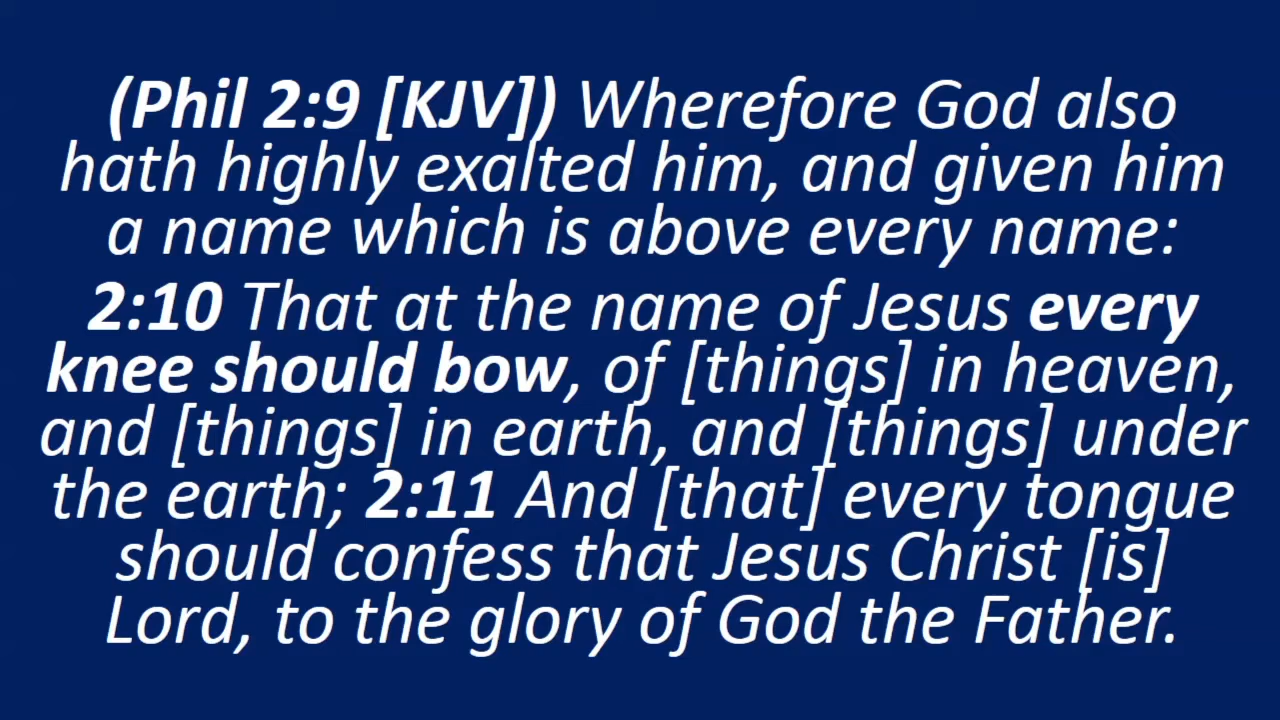 (Phil 2:9 [KJV]) Wherefore God also
hath highly exalted him, and given him
a name which is above every name:
2:10 That at the name of Jesus every
knee should bow, of [things] in heaven,
and [things] in earth, and [things] under
the earth; 2:11 And [that] every tongue
should confess that Jesus Christ [is]
Lord, to the glory of God the Father.